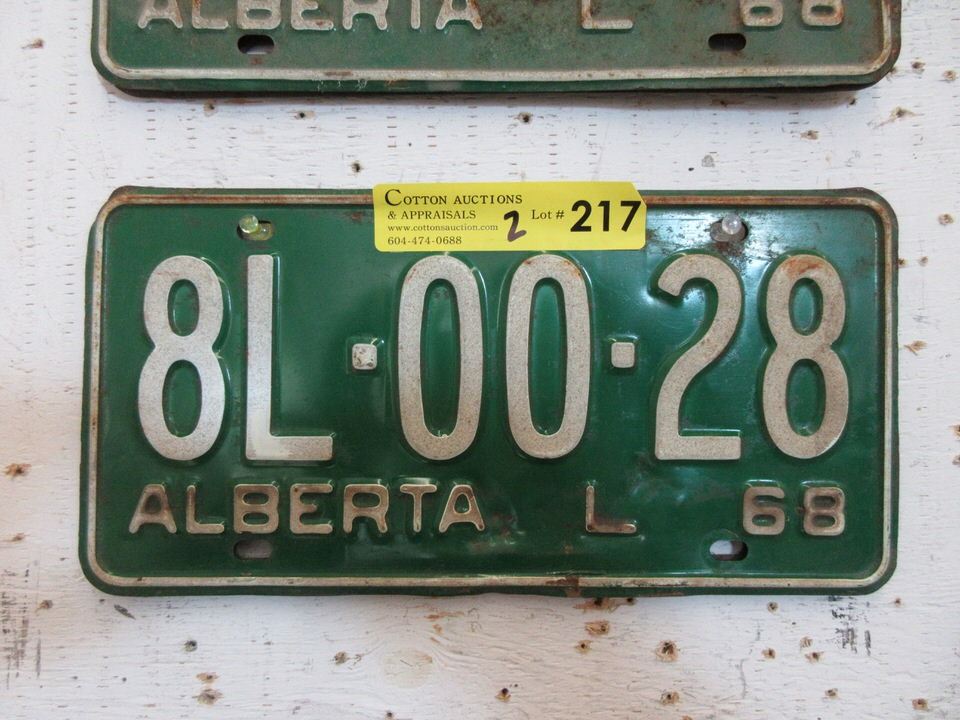 ALBERTA L 68
COTTON AUCTIONS
& APPRAISALS
www.cottonsauction.com
604-474-0688
2 Lot # 217
8L·00·28
ALBERTA L 68